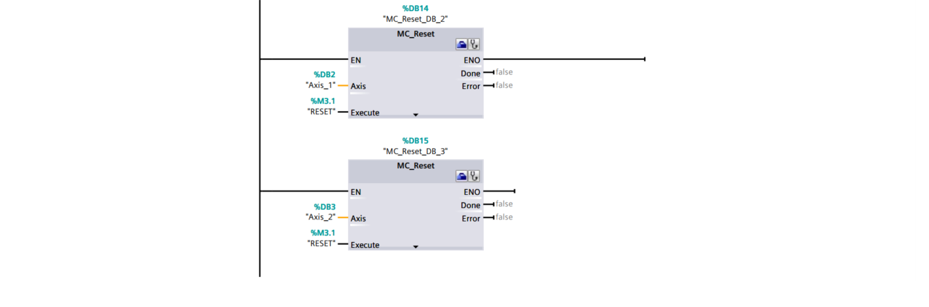 %DB14
"MC_Reset_DB_2"
MC_Reset
EN ENO
Done false
%DB2
"Axis_1" Axis Error false
%M3.1
"RESET" Execute
%DB15
"MC_Reset_DB_3"
MC_Reset
EN ENO
%DB3 Done false
"Axis_2" Axis Error false
%M3.1
"RESET" Execute